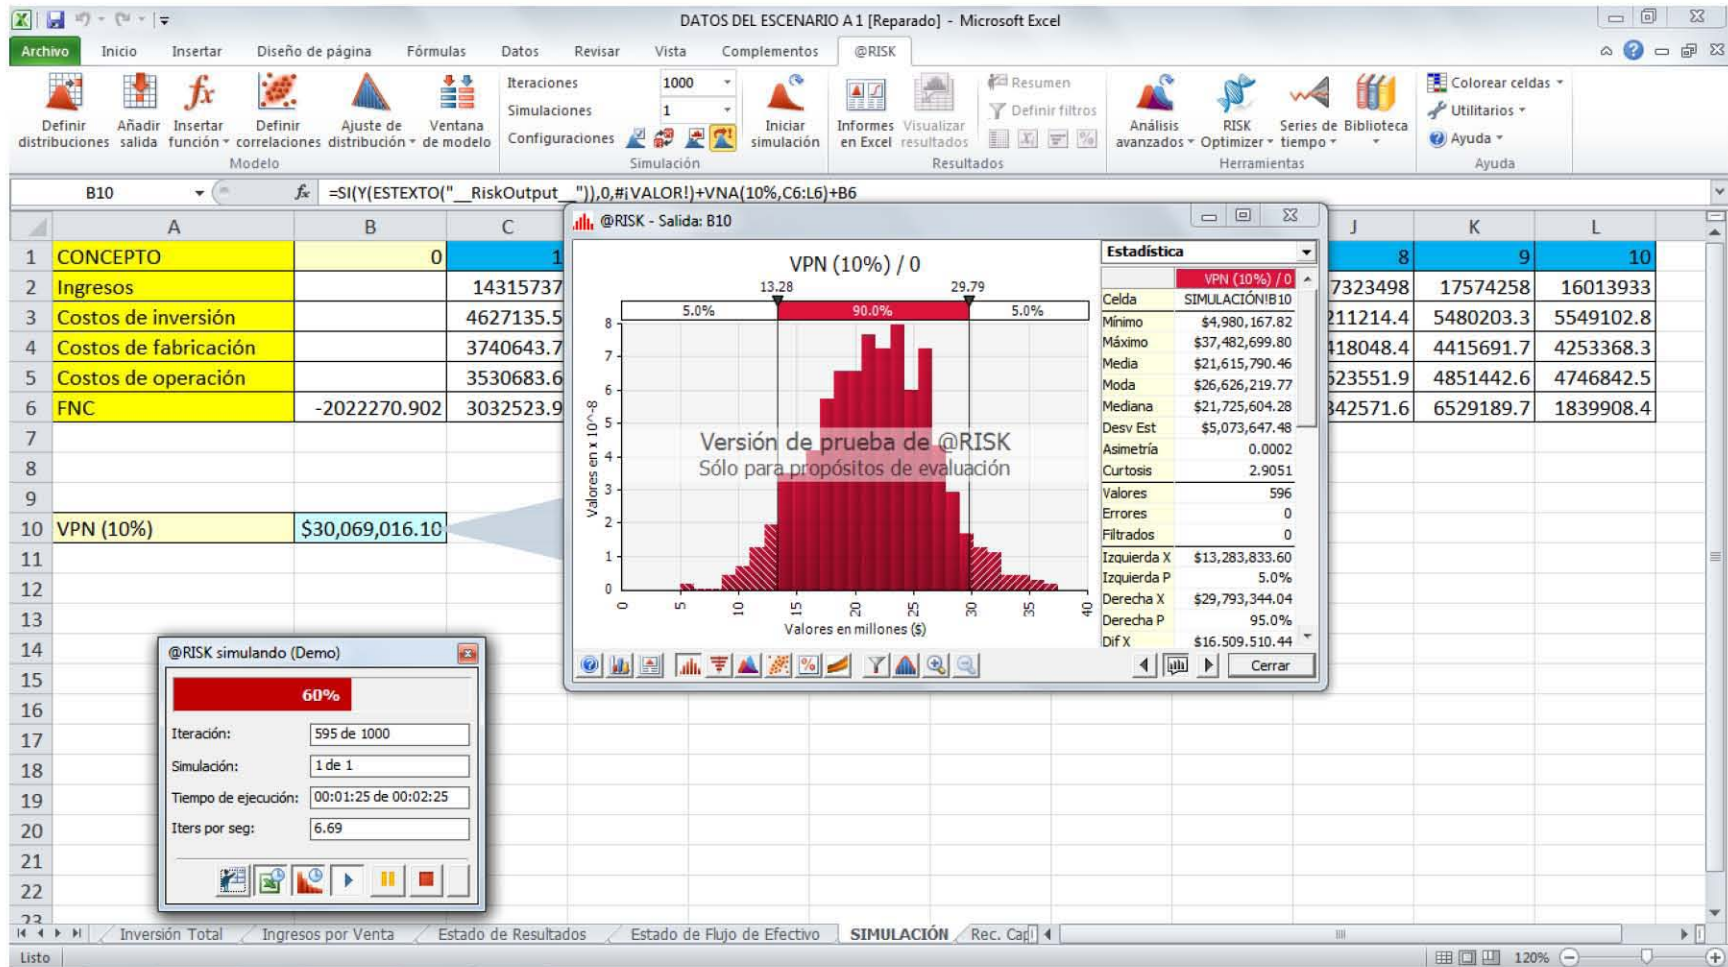 DATOS DEL ESCENARIO A 1 [Reparado] - Microsoft Excel
Archivo Inicio Insertar Diseño de página Fórmulas Datos Revisar Vista Complementos @RISK
Definir distribuciones
Añadir salida
Insertar función
Definir correlaciones
Ajuste de distribución
Ventana de modelo
Modelo
Iteraciones 1000
Simulaciones 1
Configuraciones
Iniciar simulación
Simulación
Informes en Excel
Visualizar resultados
Resumen
Definir filtros
Resultados
Análisis avanzados
RISK Optimizer
Series de tiempo
Biblioteca
Herramientas
Colorear celdas
Utilitarios
Ayuda
Ayuda
B10 fx =SI(Y(ESTEXTO("__RiskOutput__")),0,#¡VALOR!)+VNA(10%,C6:L6)+B6
A B C J K L
1 CONCEPTO 0 1 8 9 10
2 Ingresos 14315737 7323498 17574258 16013933
3 Costos de inversión 4627135.5 211214.4 5480203.3 5549102.8
4 Costos de fabricación 3740643.7 418048.4 4415691.7 4253368.3
5 Costos de operación 3530683.6 523551.9 4851442.6 4746842.5
6 FNC -2022270.902 3032523.9 342571.6 6529189.7 1839908.4
7
8
9
10 VPN (10%) $30,069,016.10
11
12
13
14
15
16
17
18
19
20
21
22
23
@RISK - Salida: B10
VPN (10%) / 0
13.28 29.79
5.0% 90.0% 5.0%
8
7
6
5
4
3
2
1
0
Valores en x 10^-8
Versión de prueba de @RISK
Sólo para propósitos de evaluación
0 5 10 15 20 25 30 35 40
Valores en millones ($)
Estadística
VPN (10%) / 0
Celda SIMULACIÓN!B10
Mínimo $4,980,167.82
Máximo $37,482,699.80
Media $21,615,790.46
Moda $26,626,219.77
Mediana $21,725,604.28
Desv Est $5,073,647.48
Asimetría 0.0002
Curtosis 2.9051
Valores 596
Errores 0
Filtrados 0
Izquierda X $13,283,833.60
Izquierda P 5.0%
Derecha X $29,793,344.04
Derecha P 95.0%
Dif X $16,509,510.44
Cerrar
@RISK simulando (Demo)
60%
Iteración: 595 de 1000
Simulación: 1 de 1
Tiempo de ejecución: 00:01:25 de 00:02:25
Iters por seg: 6.69
Inversión Total Ingresos por Venta Estado de Resultados Estado de Flujo de Efectivo SIMULACIÓN Rec. Capi
Listo 120%